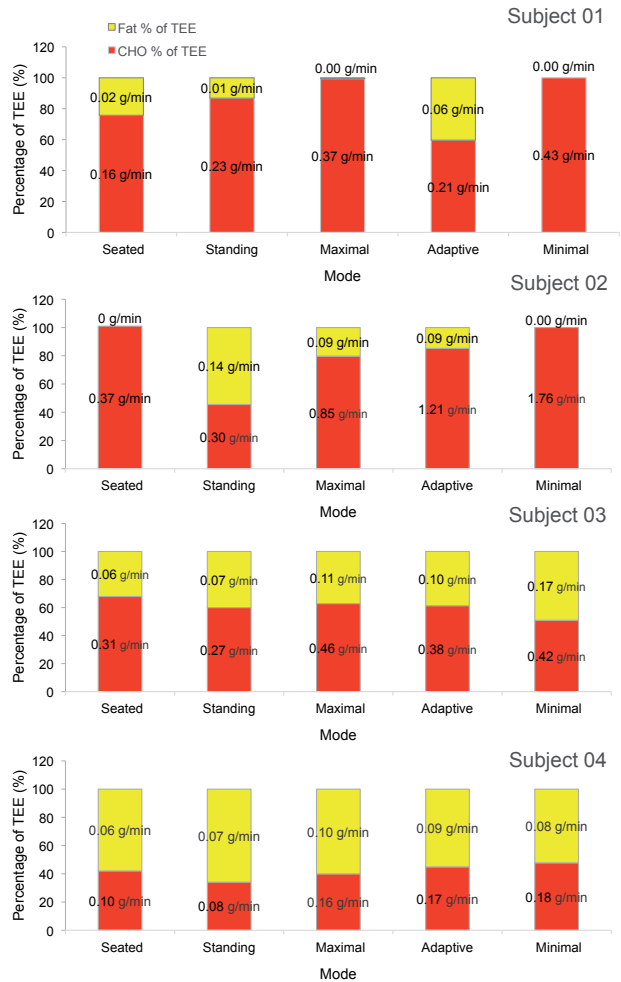 Subject 01
Fat % of TEE
CHO % of TEE
Percentage of TEE (%)
120
100
80
60
40
20
0
0.02 g/min
0.01 g/min
0.00 g/min
0.06 g/min
0.00 g/min
0.16 g/min
0.23 g/min
0.37 g/min
0.21 g/min
0.43 g/min
Seated
Standing
Maximal
Adaptive
Minimal
Mode
Subject 02
Percentage of TEE (%)
120
100
80
60
40
20
0
0 g/min
0.14 g/min
0.09 g/min
0.09 g/min
0.00 g/min
0.37 g/min
0.30 g/min
0.85 g/min
1.21 g/min
1.76 g/min
Seated
Standing
Maximal
Adaptive
Minimal
Mode
Subject 03
Percentage of TEE (%)
120
100
80
60
40
20
0
0.06 g/min
0.07 g/min
0.11 g/min
0.10 g/min
0.17 g/min
0.31 g/min
0.27 g/min
0.46 g/min
0.38 g/min
0.42 g/min
Seated
Standing
Maximal
Adaptive
Minimal
Mode
Subject 04
Percentage of TEE (%)
120
100
80
60
40
20
0
0.06 g/min
0.07 g/min
0.10 g/min
0.09 g/min
0.08 g/min
0.10 g/min
0.08 g/min
0.16 g/min
0.17 g/min
0.18 g/min
Seated
Standing
Maximal
Adaptive
Minimal
Mode